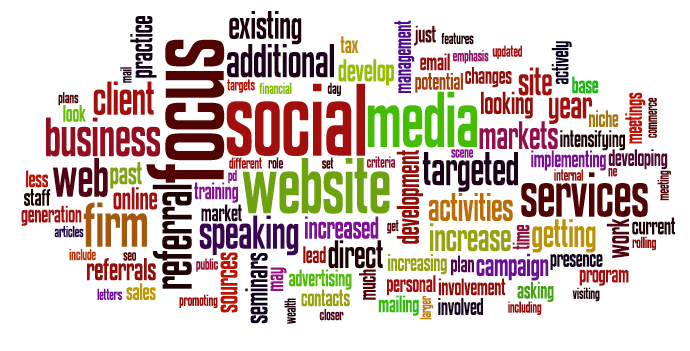 existing
tax
management
just
features
practice
additional
develop
email
emphasis
updated
actively
mail
client
targets
financial
day
potential
changes
site
base
plans
look
focus
social
media
looking
year
niche
meetings
commerce
business
markets
intensifying
less
web
past
different
role
set
criteria
scene
targeted
implementing
developing
staff
online
pd
training
website
development
internal
ne
meeting
generation
firm
referral
market
services
articles
speaking
increased
get
activities
increase
time
getting
work
current
rolling
include
seo
referrals
public
sources
seminars
lead
direct
increasing
plan
campaign
presence
program
may
advertising
much
personal
involvement
asking
visiting
letters
sales
promoting
wealth
contacts
closer
mailing
larger
involved
including